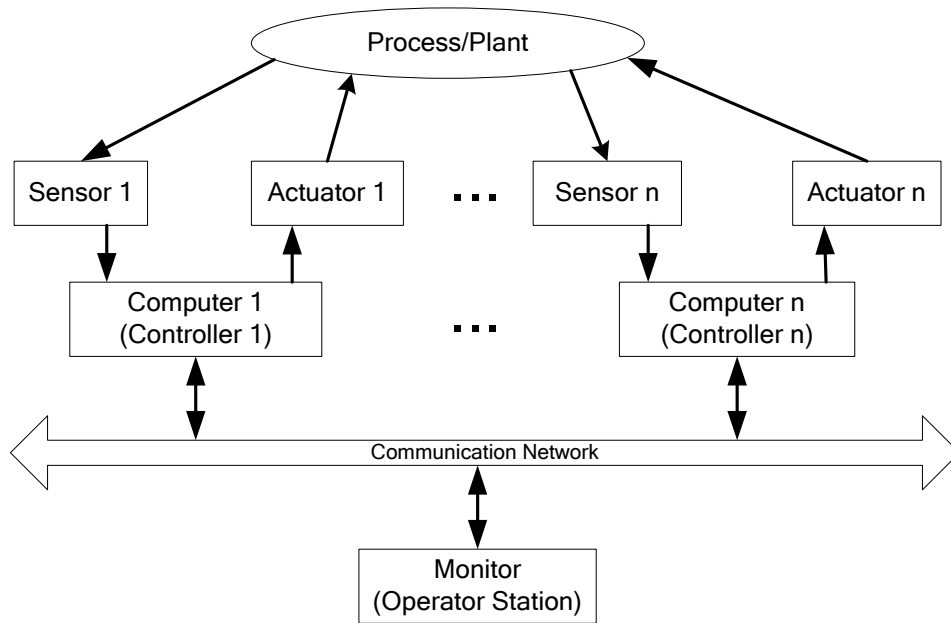 Process/Plant
Sensor 1
Actuator 1
...
Sensor n
Actuator n
Computer 1
(Controller 1)
...
Computer n
(Controller n)
Communication Network
Monitor
(Operator Station)